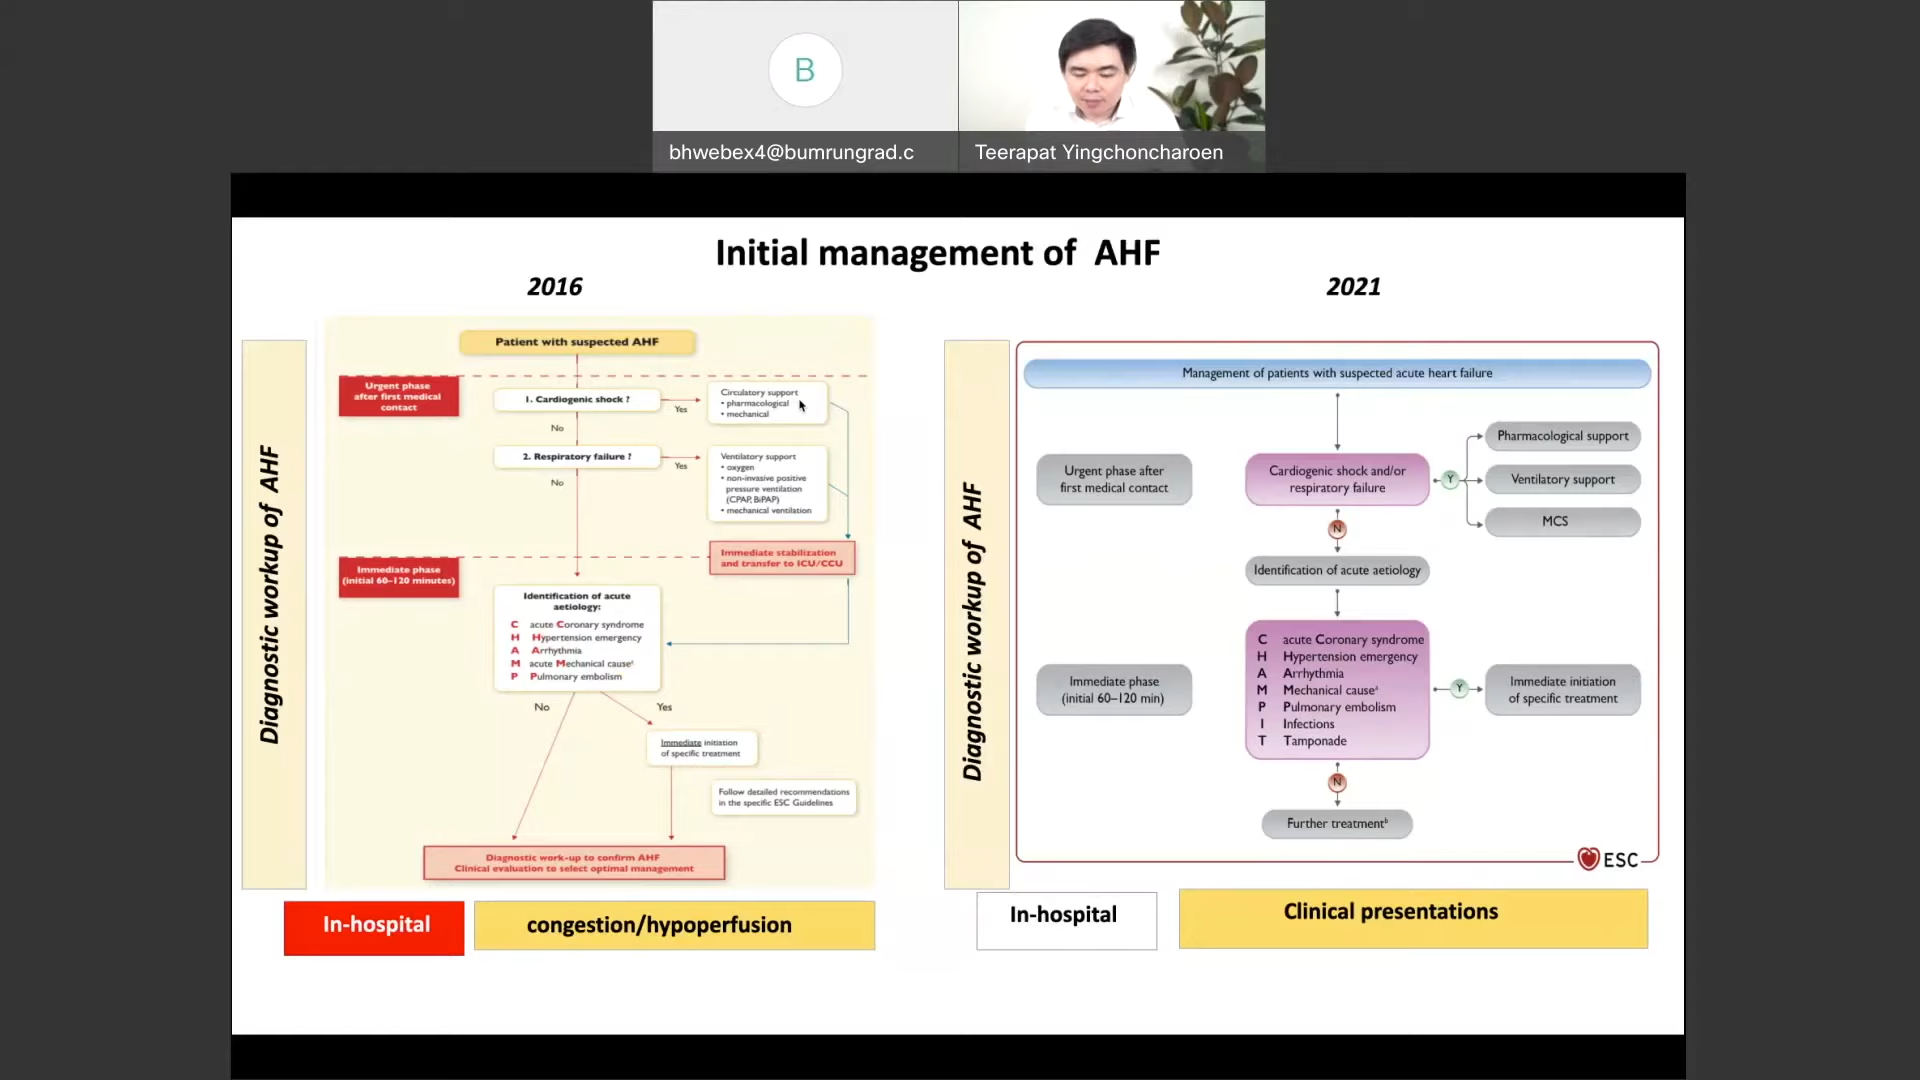 B
bhwebex4@bumrungrad.c
Teerapat Yingchoncharoen
Initial management of AHF
2016
2021
Diagnostic workup of AHF
Patient with suspected AHF
Urgent phase
after first medical
contact
1. Cardiogenic shock ?
Yes
Circulatory support
• pharmacological
• mechanical
No
2. Respiratory failure ?
Yes
Ventilatory support
• oxygen
• non-invasive positive
pressure ventilation
(CPAP, BiPAP)
• mechanical ventilation
No
Immediate stabilization
and transfer to ICU/CCU
Immediate phase
(initial 60–120 minutes)
Identification of acute
aetiology:
C acute Coronary syndrome
H Hypertension emergency
A Arrhythmia
M acute Mechanical causeª
P Pulmonary embolism
No
Yes
Immediate initiation
of specific treatment
Follow detailed recommendations
in the specific ESC Guidelines
Diagnostic work-up to confirm AHF
Clinical evaluation to select optimal management
In-hospital
congestion/hypoperfusion
Diagnostic workup of AHF
Management of patients with suspected acute heart failure
Urgent phase after
first medical contact
Cardiogenic shock and/or
respiratory failure
Y
Pharmacological support
Ventilatory support
MCS
N
Identification of acute aetiology
Immediate phase
(initial 60–120 min)
C acute Coronary syndrome
H Hypertension emergency
A Arrhythmia
M Mechanical causeª
P Pulmonary embolism
I Infections
T Tamponade
Y
Immediate initiation
of specific treatment
N
Further treatmentᵇ
ESC
In-hospital
Clinical presentations